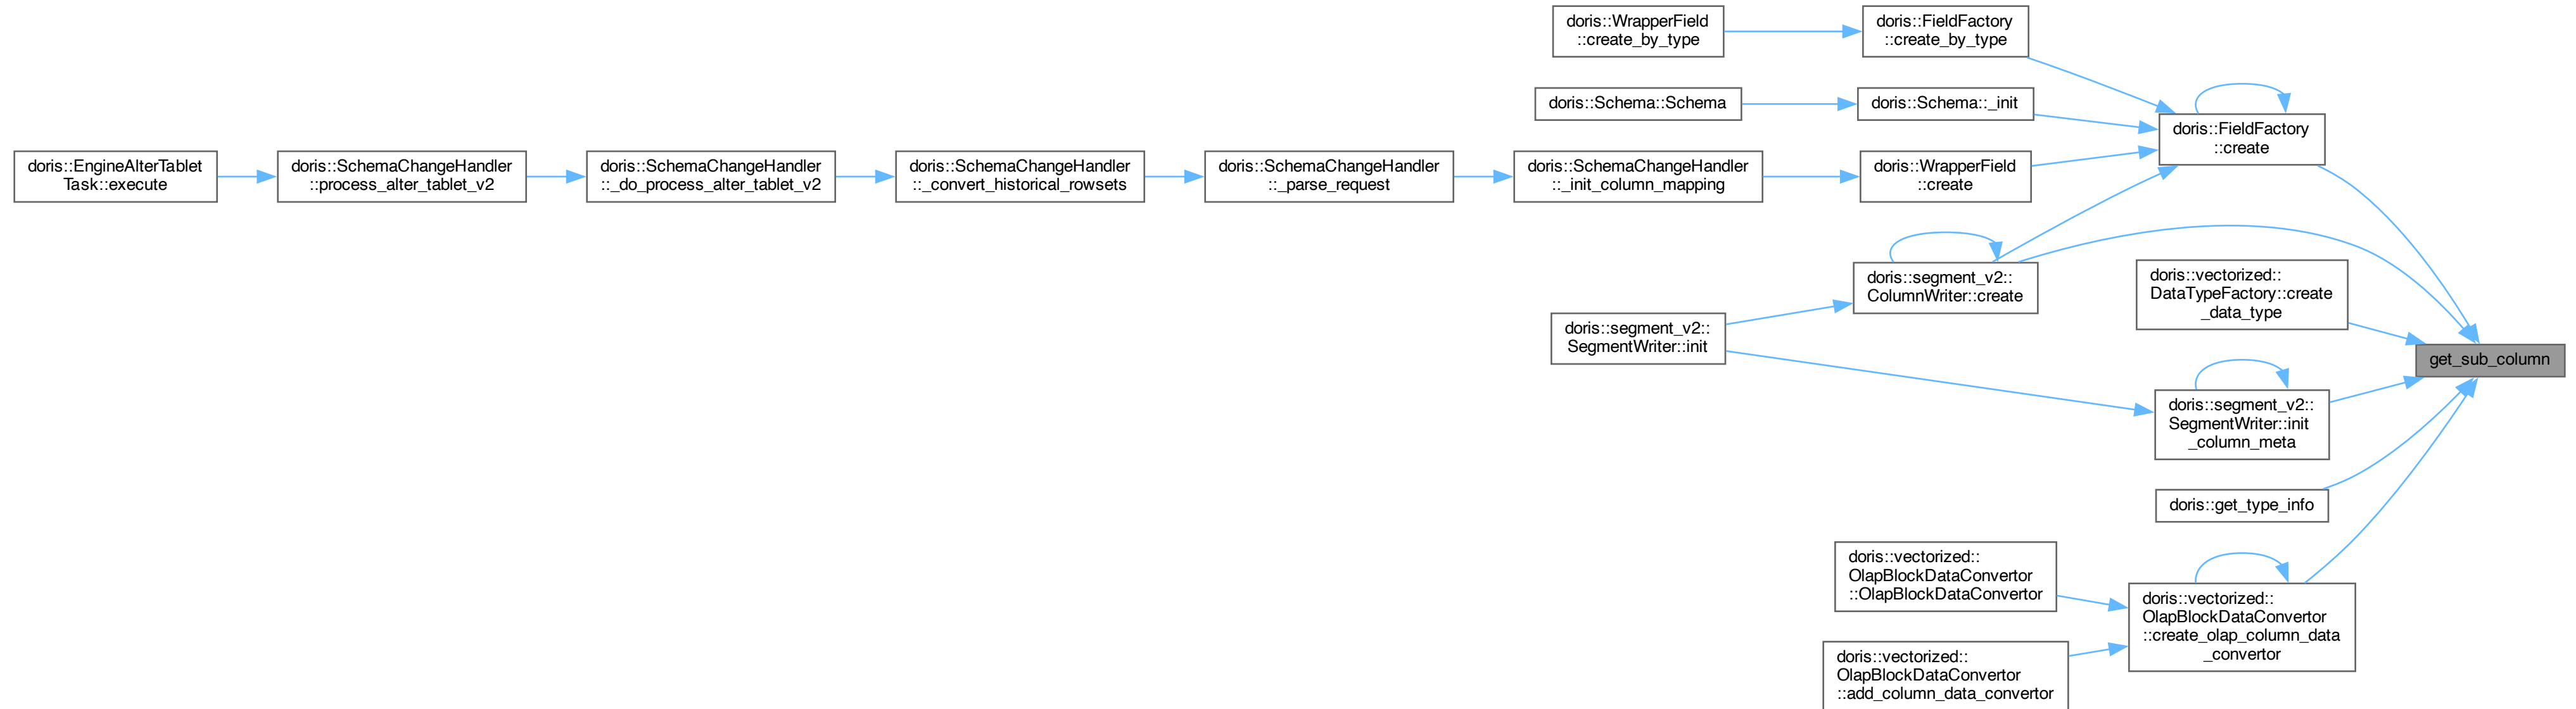 doris::WrapperField
::create_by_type
doris::FieldFactory
::create_by_type
doris::Schema::Schema
doris::Schema::_init
doris::FieldFactory
::create
doris::EngineAlterTablet
Task::execute
doris::SchemaChangeHandler
::process_alter_tablet_v2
doris::SchemaChangeHandler
::_do_process_alter_tablet_v2
doris::SchemaChangeHandler
::_convert_historical_rowsets
doris::SchemaChangeHandler
::_parse_request
doris::SchemaChangeHandler
::_init_column_mapping
doris::WrapperField
::create
doris::segment_v2::
ColumnWriter::create
doris::vectorized::
DataTypeFactory::create
_data_type
doris::segment_v2::
SegmentWriter::init
get_sub_column
doris::segment_v2::
SegmentWriter::init
_column_meta
doris::get_type_info
doris::vectorized::
OlapBlockDataConvertor
::OlapBlockDataConvertor
doris::vectorized::
OlapBlockDataConvertor
::create_olap_column_data
_convertor
doris::vectorized::
OlapBlockDataConvertor
::add_column_data_convertor